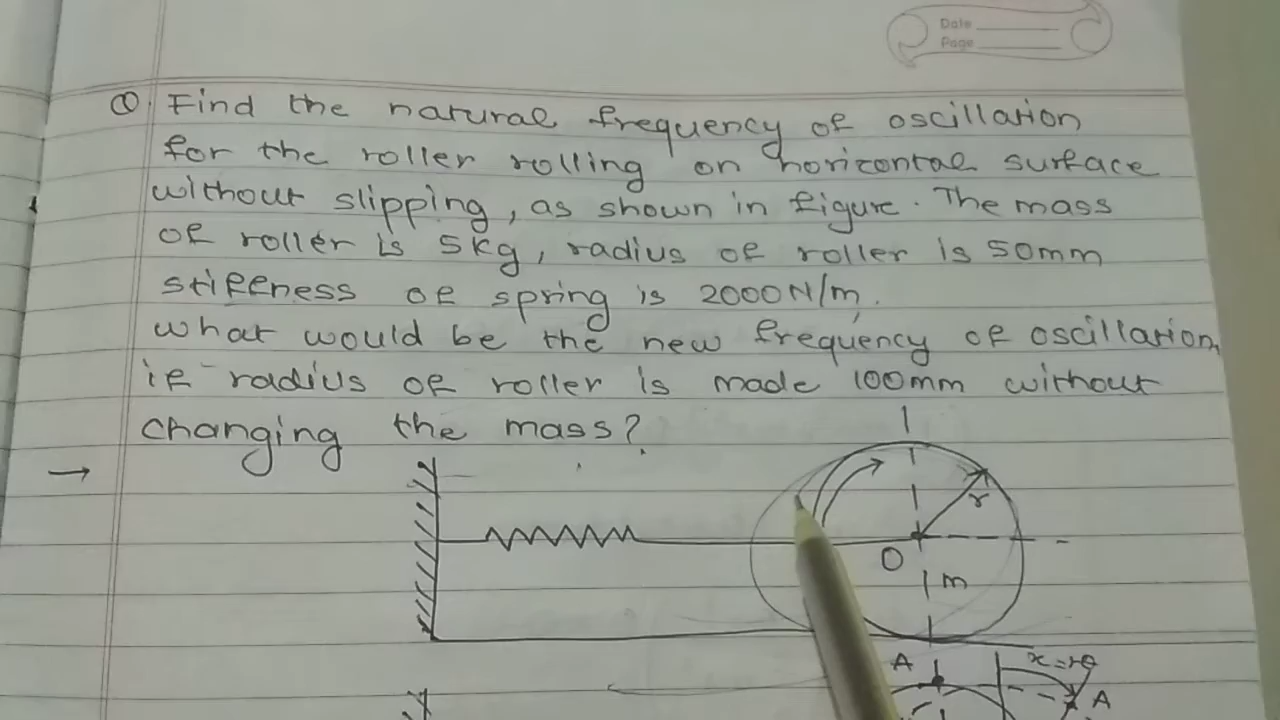 Date
Page
① Find the natural frequency of oscillation
for the roller rolling on horizontal surface
without slipping, as shown in figure. The mass
of roller is 5kg, radius of roller is 50mm
stiffness of spring is 2000N/m.
what would be the new frequency of oscillation,
if radius of roller is made 100mm without
changing the mass?
→
r
O
m
A
x=rθ
A